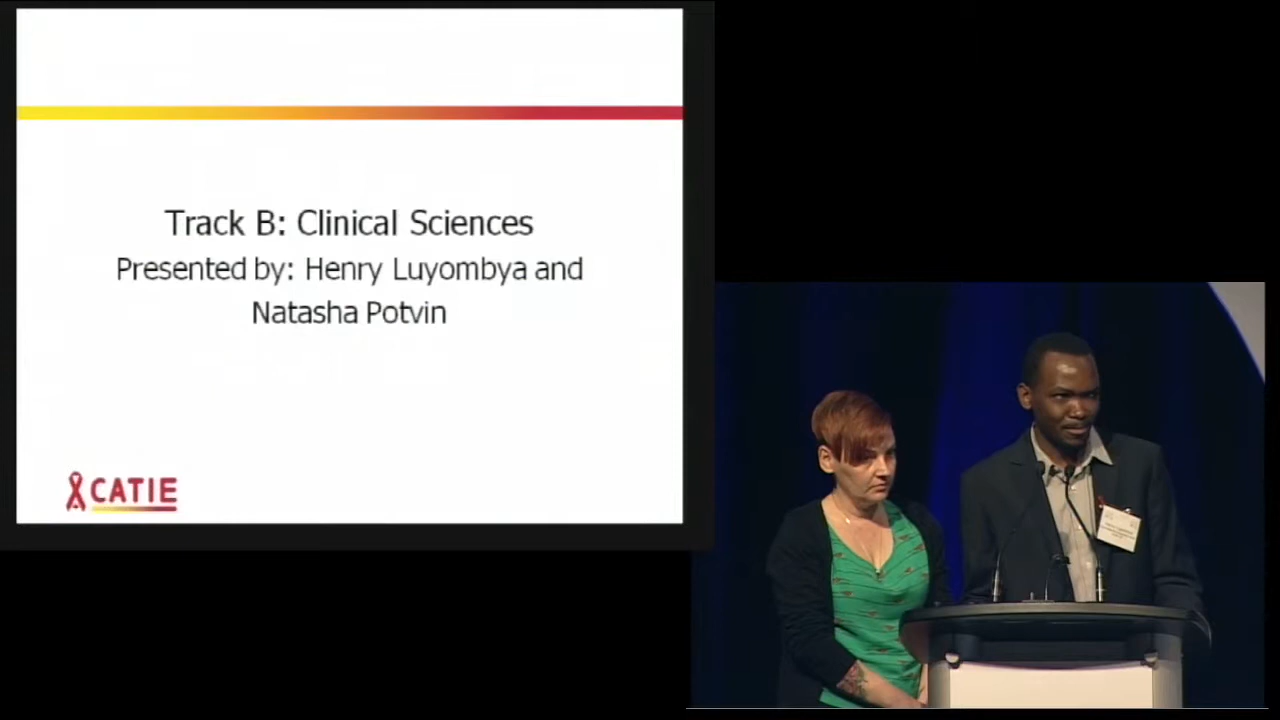 Track B: Clinical Sciences
Presented by: Henry Luyombya and
Natasha Potvin
CATIE